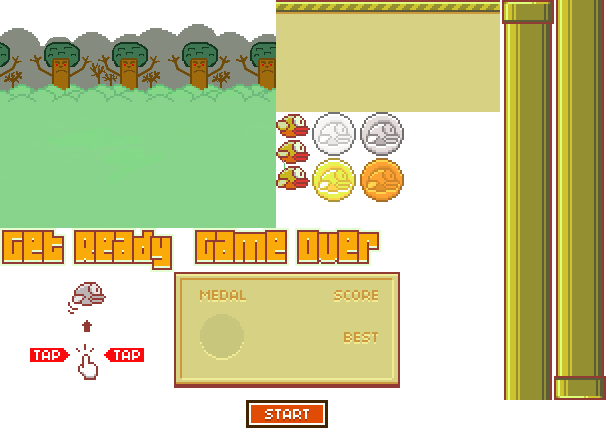 Get Ready
Game Over
MEDAL
SCORE
BEST
TAP
TAP
START